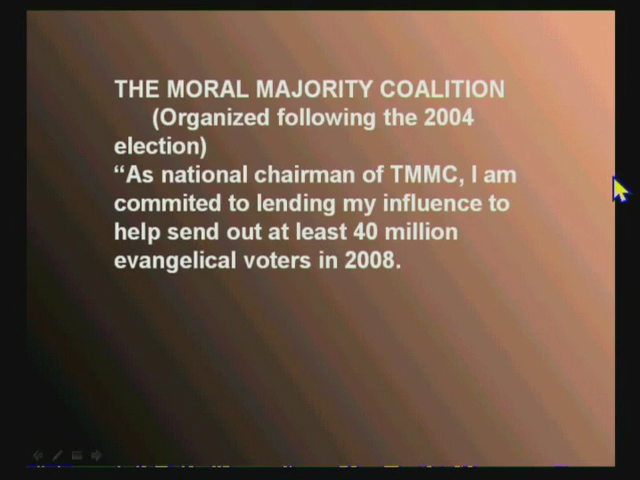 THE MORAL MAJORITY COALITION
(Organized following the 2004
election)
“As national chairman of TMMC, I am
commited to lending my influence to
help send out at least 40 million
evangelical voters in 2008.